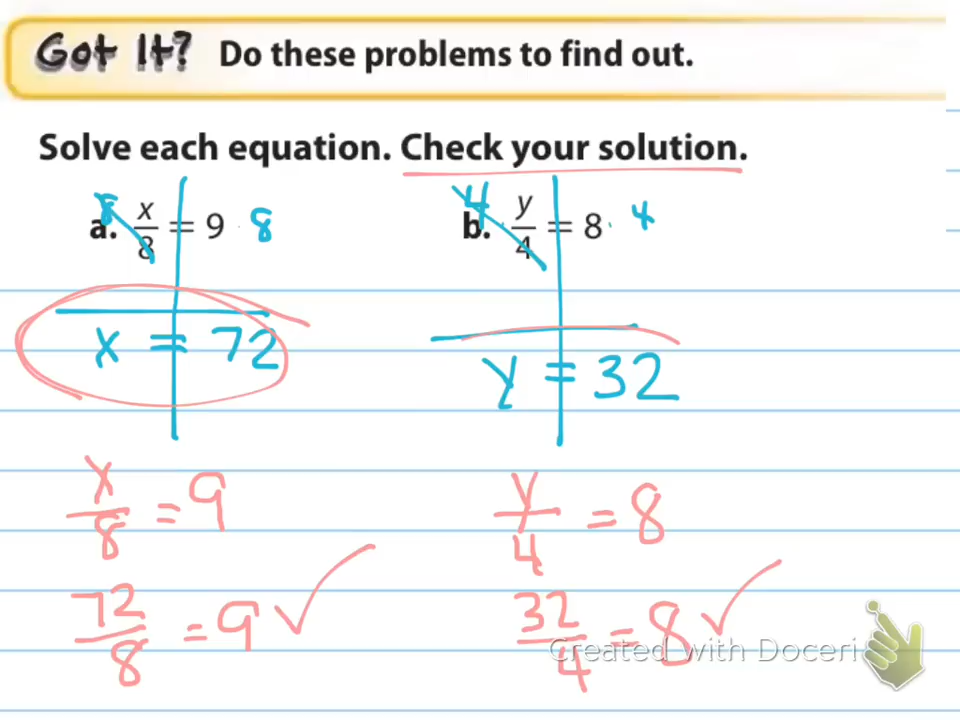 Got It? Do these problems to find out.
Solve each equation. Check your solution.
a. 8 · x/8 = 9 · 8
b. 4 · y/4 = 8 · 4
x = 72
y = 32
x/8 = 9
y/4 = 8
72/8 = 9 ✓
32/4 = 8 ✓
Created with Doceri